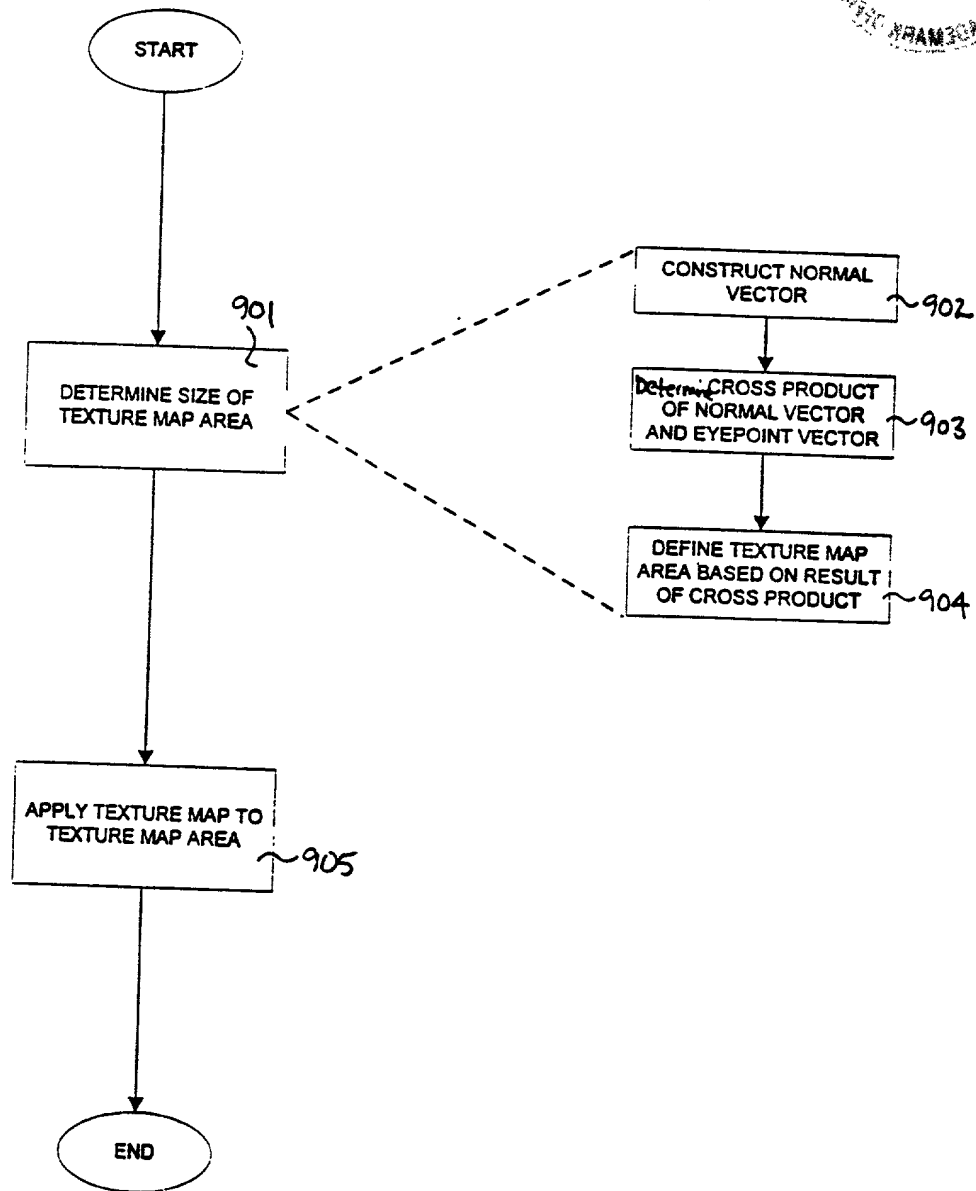 START
901
DETERMINE SIZE OF
TEXTURE MAP AREA
CONSTRUCT NORMAL
VECTOR
902
Determine CROSS PRODUCT
OF NORMAL VECTOR
AND EYEPOINT VECTOR
903
DEFINE TEXTURE MAP
AREA BASED ON RESULT
OF CROSS PRODUCT
904
APPLY TEXTURE MAP TO
TEXTURE MAP AREA
905
END